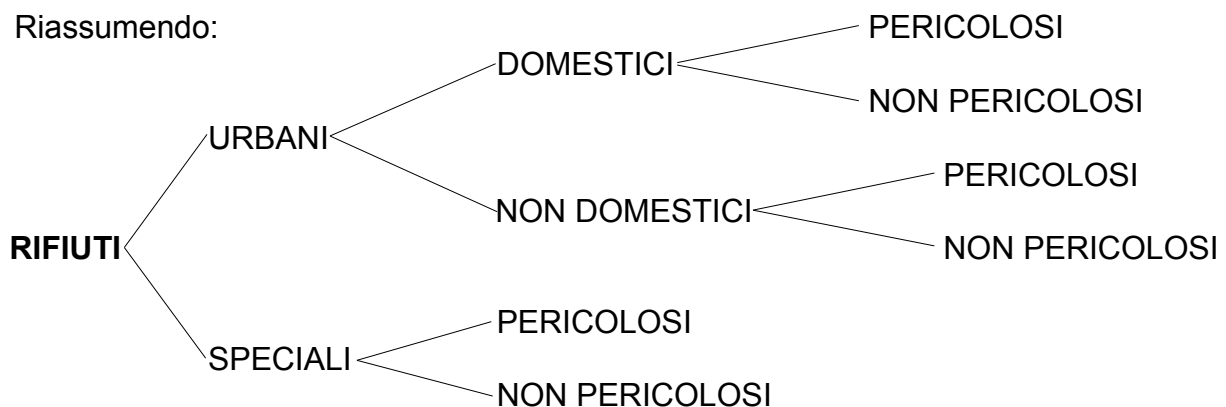 Riassumendo:
PERICOLOSI
DOMESTICI
NON PERICOLOSI
URBANI
PERICOLOSI
NON DOMESTICI
RIFIUTI
NON PERICOLOSI
PERICOLOSI
SPECIALI
NON PERICOLOSI